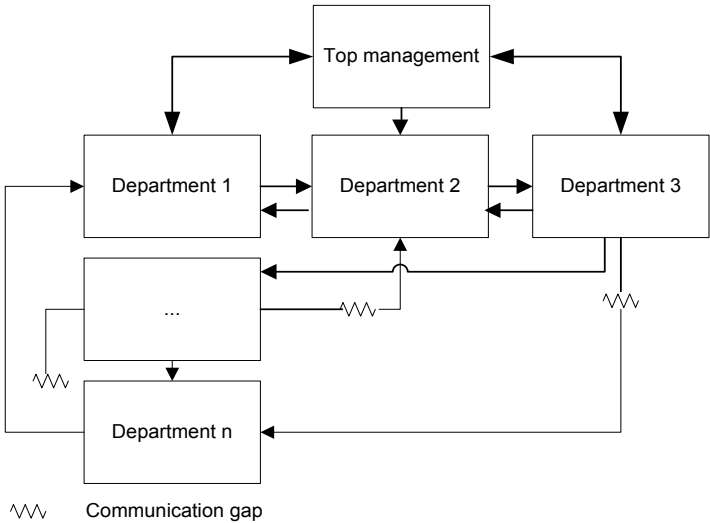 Top management
Department 1
Department 2
Department 3
...
Department n
Communication gap